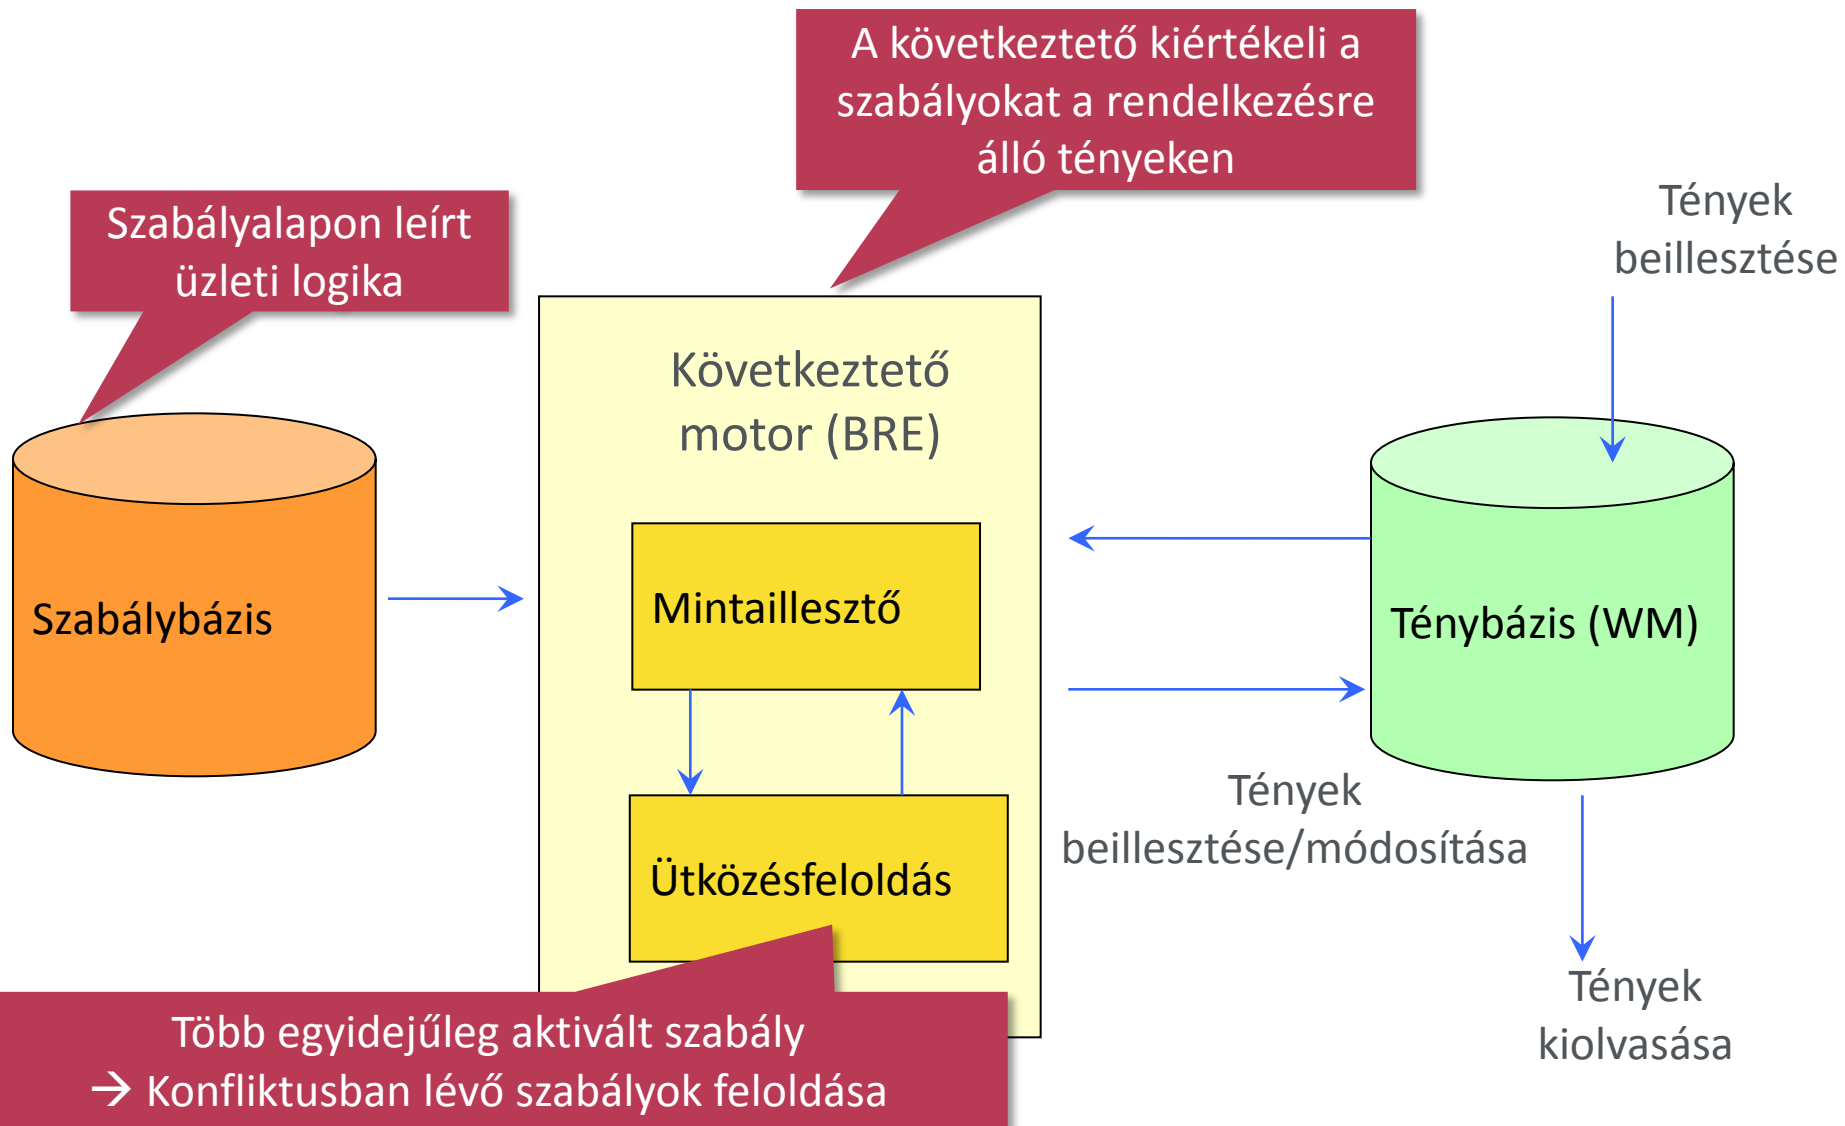 A következtető kiértékeli a
szabályokat a rendelkezésre
álló tényeken
Szabályalapon leírt
üzleti logika
Tények
beillesztése
Következtető
motor (BRE)
Szabálybázis
Mintaillesztő
Ténybázis (WM)
Ütközésfeloldás
Tények
beillesztése/módosítása
Tények
kiolvasása
Több egyidejűleg aktivált szabály
→ Konfliktusban lévő szabályok feloldása